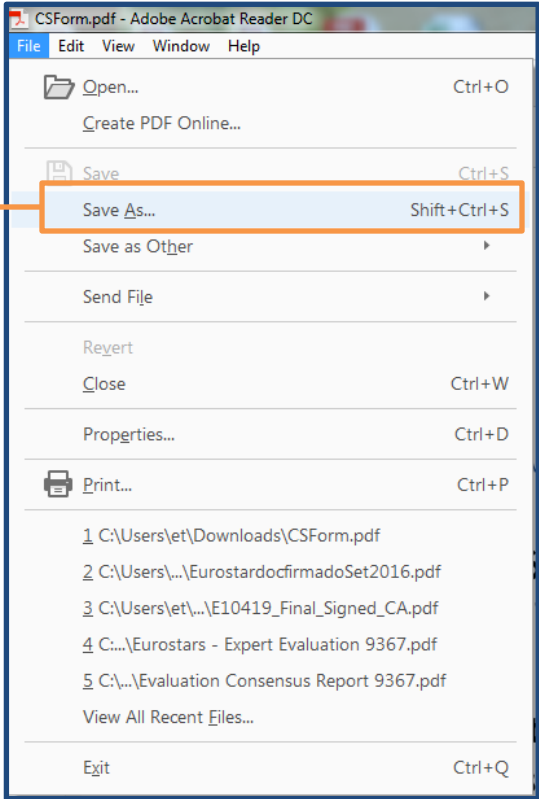 CSForm.pdf - Adobe Acrobat Reader DC
File Edit View Window Help
Open... Ctrl+O
Create PDF Online...
Save Ctrl+S
Save As... Shift+Ctrl+S
Save as Other
Send File
Revert
Close Ctrl+W
Properties... Ctrl+D
Print... Ctrl+P
1 C:\Users\et\Downloads\CSForm.pdf
2 C:\Users\...\EurostardocfirmadoSet2016.pdf
3 C:\Users\et\...\E10419_Final_Signed_CA.pdf
4 C:...\Eurostars - Expert Evaluation 9367.pdf
5 C:\...\Evaluation Consensus Report 9367.pdf
View All Recent Files...
Exit Ctrl+Q